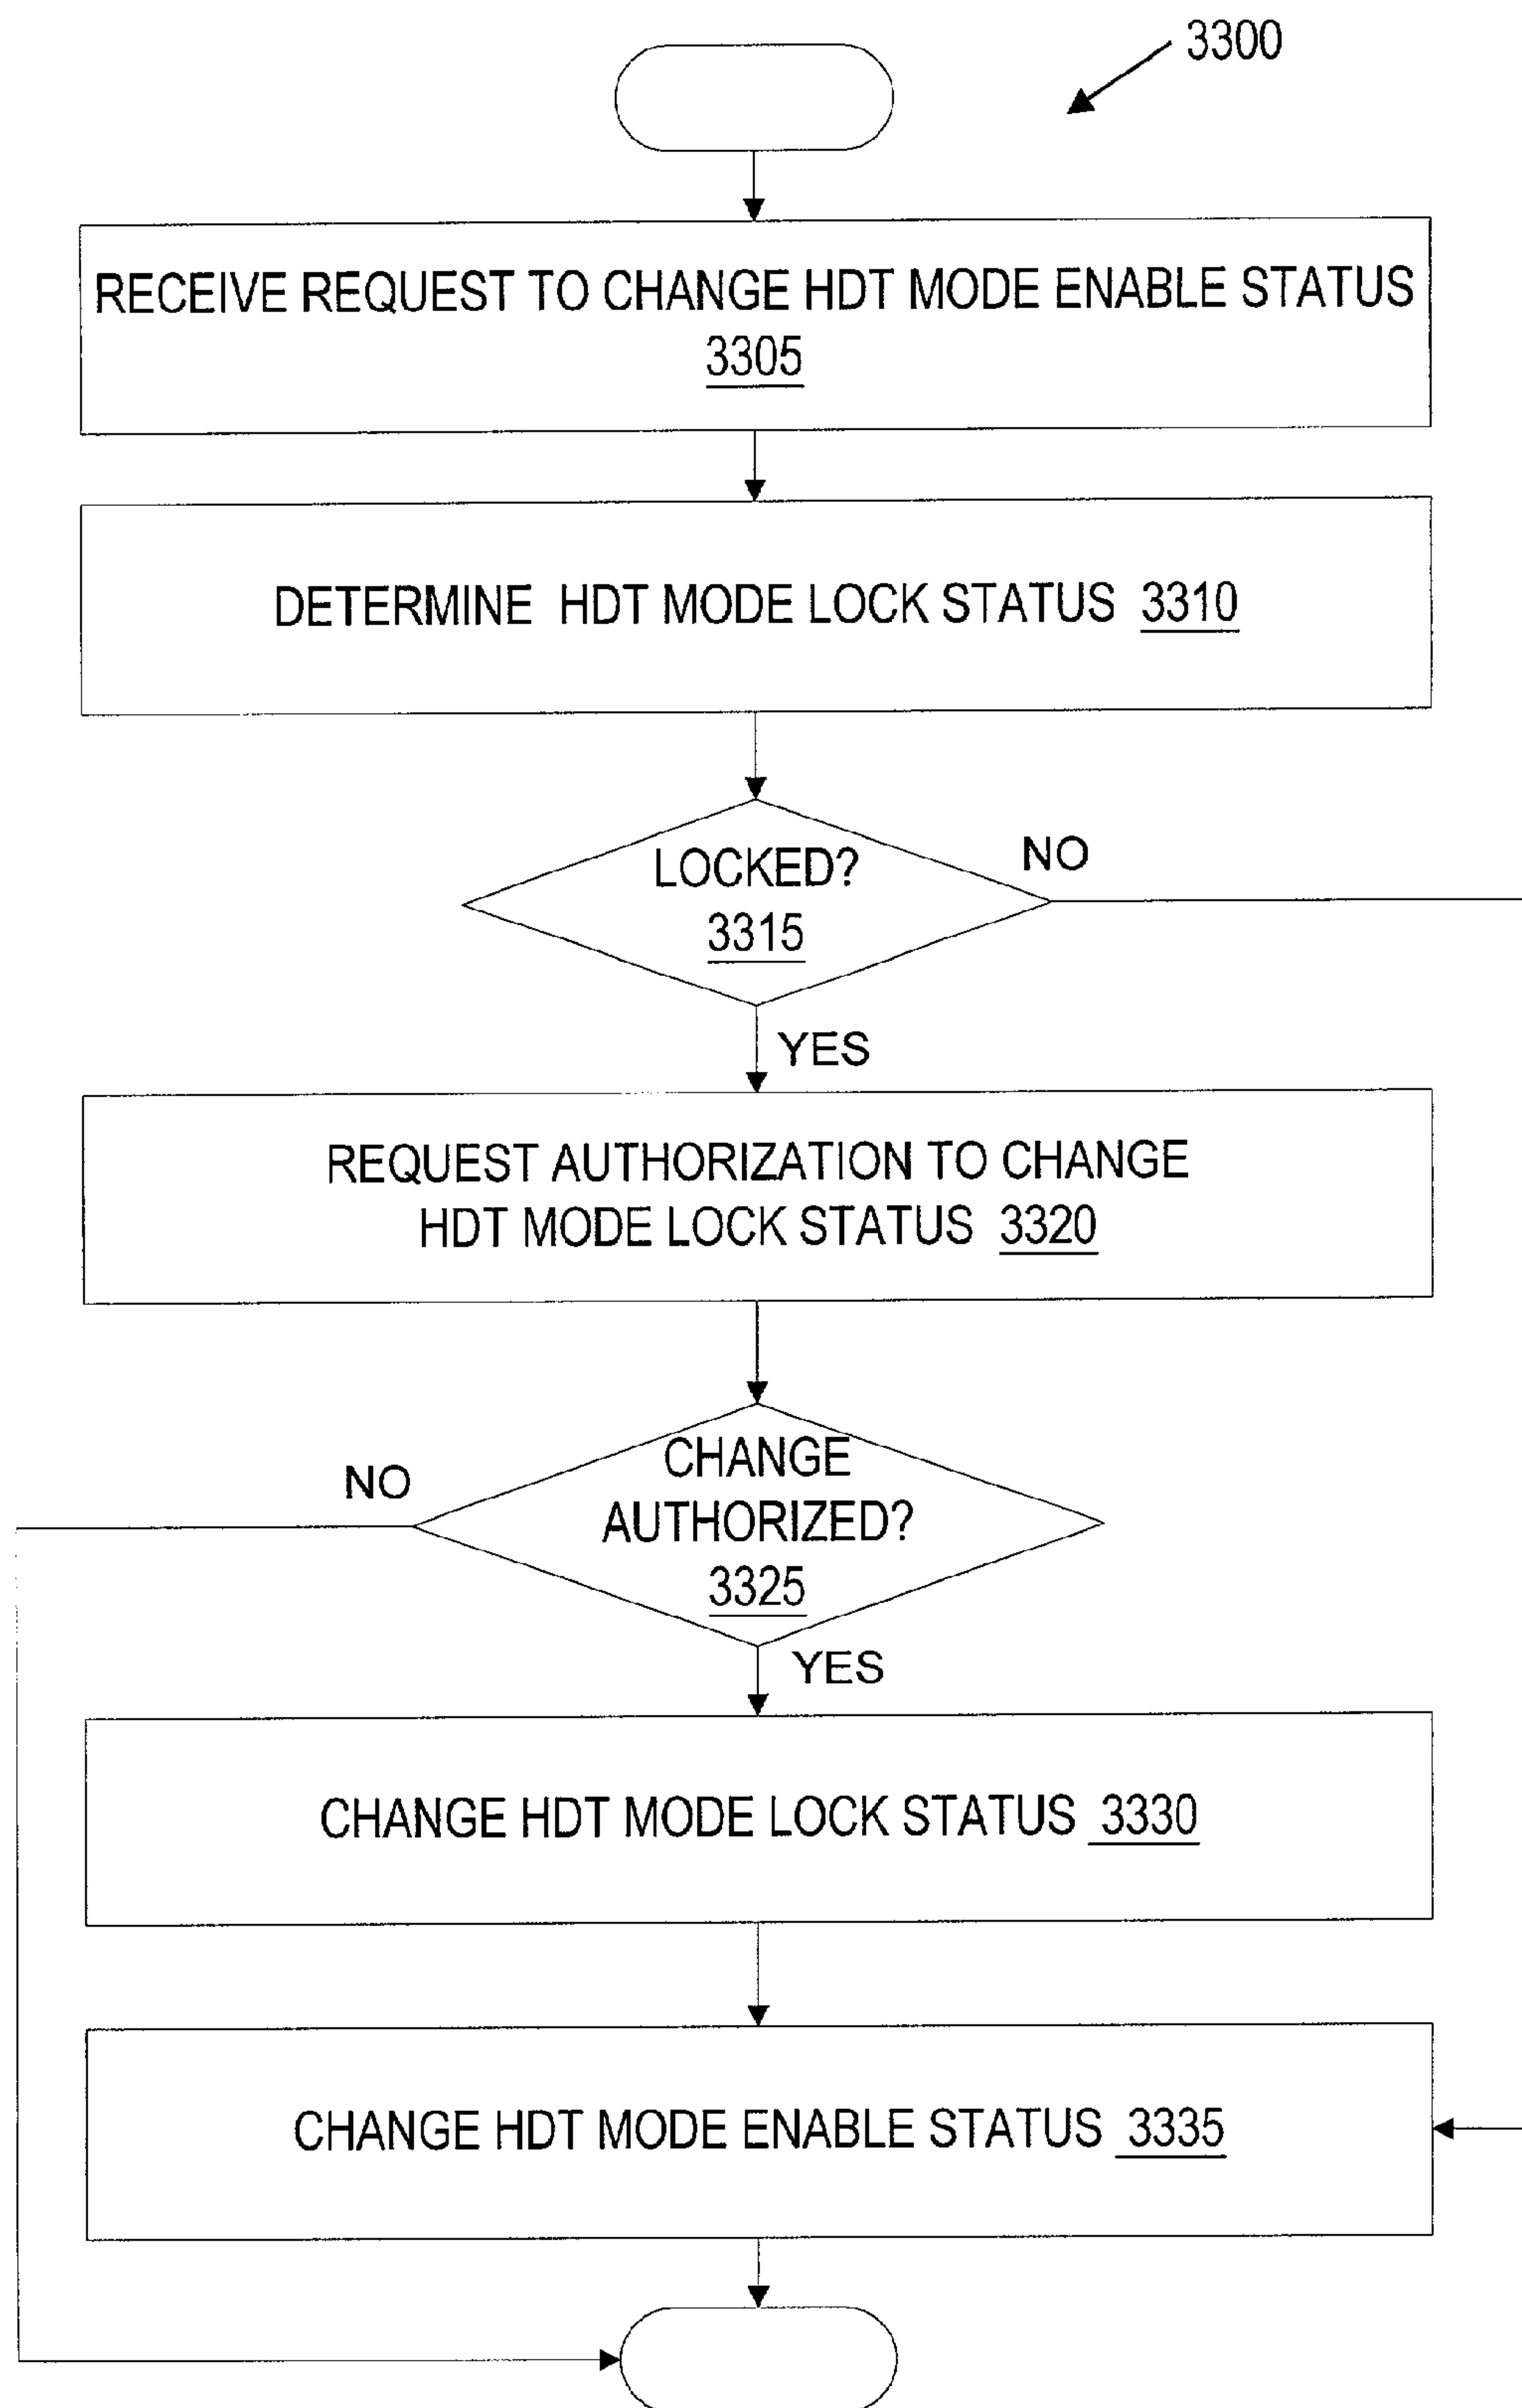 3300
RECEIVE REQUEST TO CHANGE HDT MODE ENABLE STATUS
3305
DETERMINE HDT MODE LOCK STATUS 3310
LOCKED?
3315
NO
YES
REQUEST AUTHORIZATION TO CHANGE
HDT MODE LOCK STATUS 3320
CHANGE
AUTHORIZED?
3325
NO
YES
CHANGE HDT MODE LOCK STATUS 3330
CHANGE HDT MODE ENABLE STATUS 3335